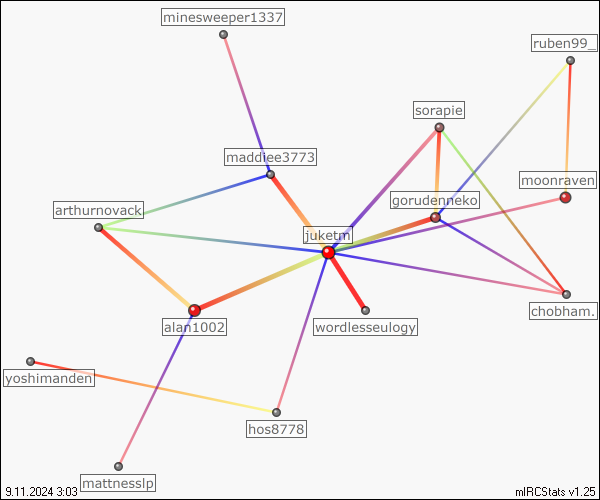 minesweeper1337
ruben99_
sorapie
maddiee3773
moonraven
gorudenneko
arthurnovack
juketrn
chobham.
alan1002
wordlesseulogy
yoshimanden
hos8778
mattnesslp
9.11.2024 3:03
mIRCStats v1.25